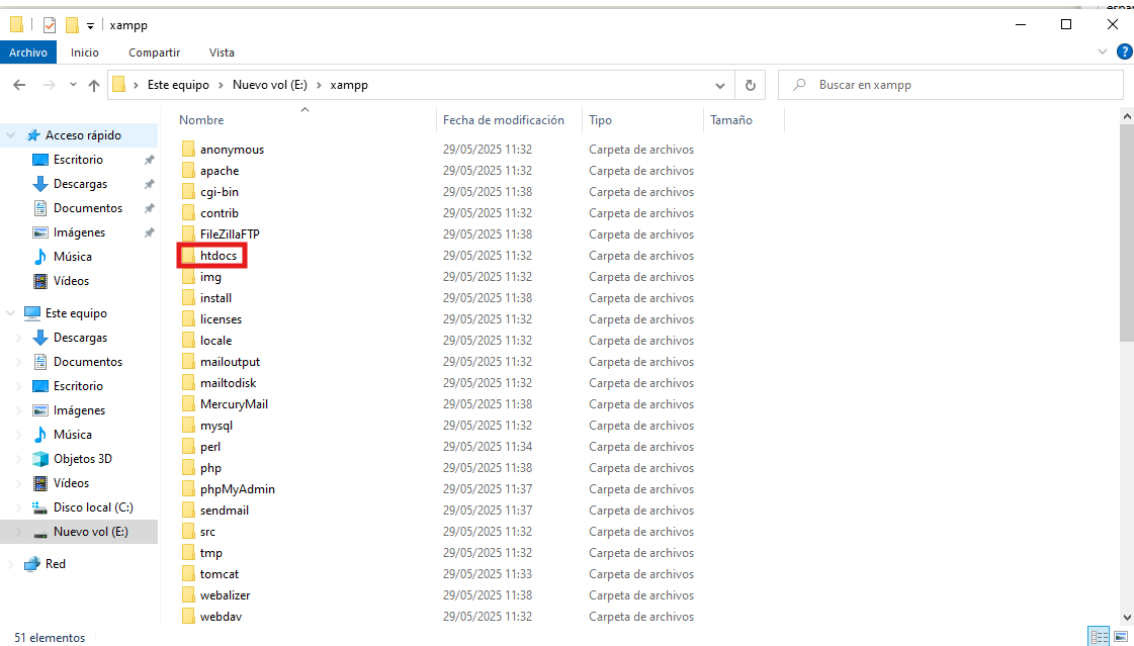 xampp
Archivo Inicio Compartir Vista
Este equipo > Nuevo vol (E:) > xampp
Buscar en xampp
Nombre Fecha de modificación Tipo Tamaño
Acceso rápido
Escritorio
Descargas
Documentos
Imágenes
Música
Vídeos
Este equipo
Descargas
Documentos
Escritorio
Imágenes
Música
Objetos 3D
Vídeos
Disco local (C:)
Nuevo vol (E:)
Red
anonymous 29/05/2025 11:32 Carpeta de archivos
apache 29/05/2025 11:32 Carpeta de archivos
cgi-bin 29/05/2025 11:38 Carpeta de archivos
contrib 29/05/2025 11:32 Carpeta de archivos
FileZillaFTP 29/05/2025 11:38 Carpeta de archivos
htdocs 29/05/2025 11:32 Carpeta de archivos
img 29/05/2025 11:32 Carpeta de archivos
install 29/05/2025 11:38 Carpeta de archivos
licenses 29/05/2025 11:32 Carpeta de archivos
locale 29/05/2025 11:32 Carpeta de archivos
mailoutput 29/05/2025 11:32 Carpeta de archivos
mailtodisk 29/05/2025 11:32 Carpeta de archivos
MercuryMail 29/05/2025 11:38 Carpeta de archivos
mysql 29/05/2025 11:32 Carpeta de archivos
perl 29/05/2025 11:34 Carpeta de archivos
php 29/05/2025 11:38 Carpeta de archivos
phpMyAdmin 29/05/2025 11:37 Carpeta de archivos
sendmail 29/05/2025 11:37 Carpeta de archivos
src 29/05/2025 11:32 Carpeta de archivos
tmp 29/05/2025 11:32 Carpeta de archivos
tomcat 29/05/2025 11:33 Carpeta de archivos
webalizer 29/05/2025 11:38 Carpeta de archivos
webdav 29/05/2025 11:32 Carpeta de archivos
51 elementos